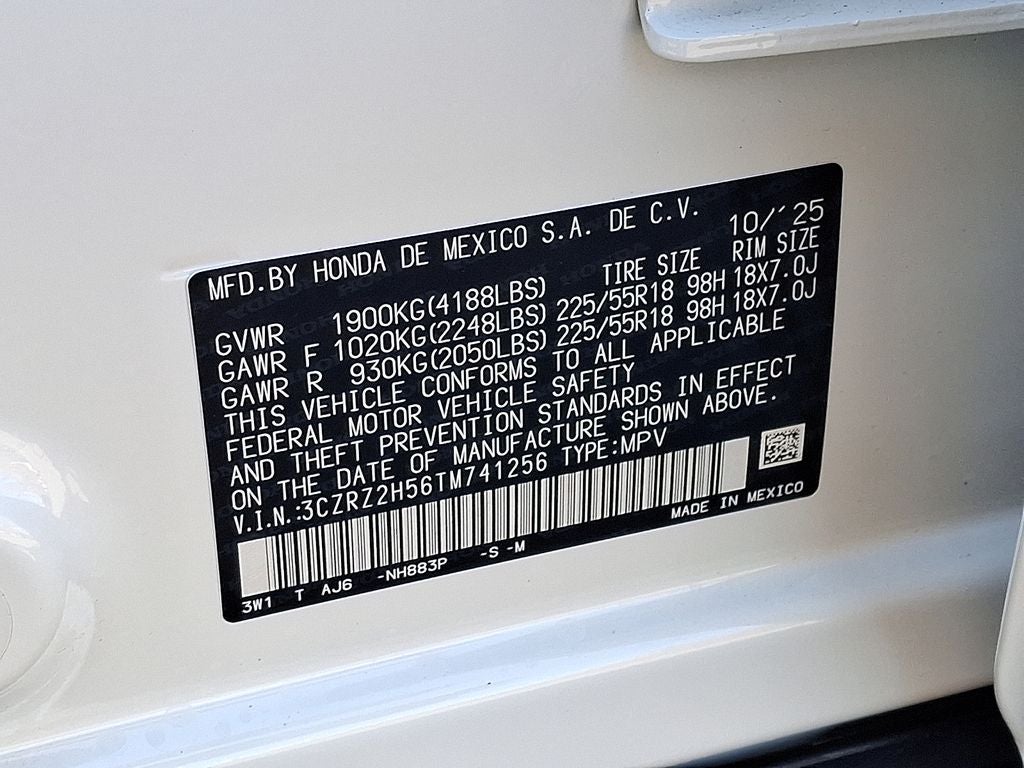 MFD.BY HONDA DE MEXICO S.A. DE C.V. 10/´25
TIRE SIZE RIM SIZE
GVWR 1900KG(4188LBS)
GAWR F 1020KG(2248LBS) 225/55R18 98H 18X7.0J
GAWR R 930KG(2050LBS) 225/55R18 98H 18X7.0J
THIS VEHICLE CONFORMS TO ALL APPLICABLE
FEDERAL MOTOR VEHICLE SAFETY
AND THEFT PREVENTION STANDARDS IN EFFECT
ON THE DATE OF MANUFACTURE SHOWN ABOVE.
V.I.N.:3CZRZ2H56TM741256 TYPE:MPV
MADE IN MEXICO
3W1 T AJ6 -NH883P -S -M